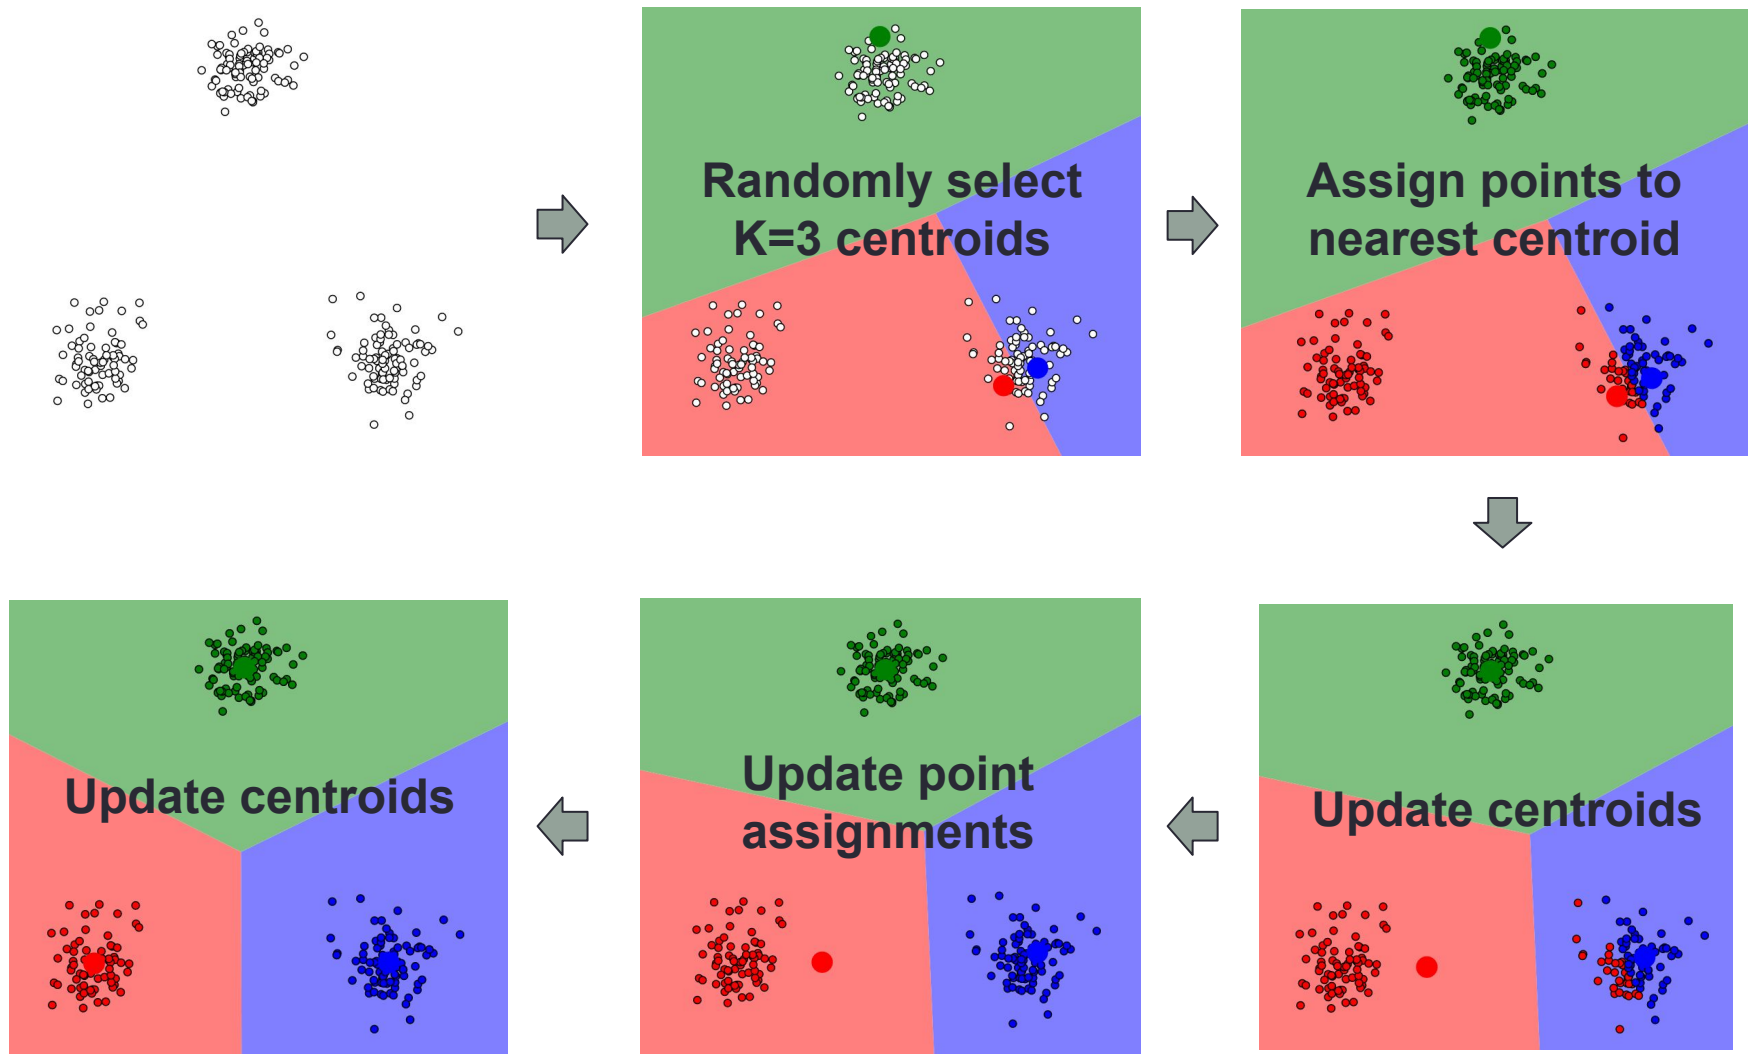 Randomly select
K=3 centroids
Assign points to
nearest centroid
Update centroids
Update point
assignments
Update centroids